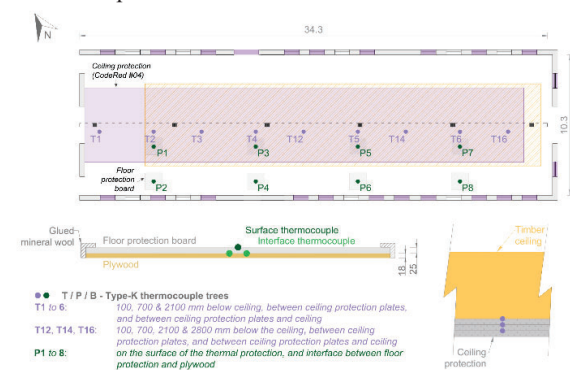 34.3
N
Ceiling protection
(CodeRed #04)
10.3
T1 T2 T3 T4 T12 T5 T14 T6 T16
P1 P3 P5 P7
Floor
protection
board
P2 P4 P6 P8
Glued
mineral wool
Floor protection board
Surface thermocouple
Interface thermocouple
Plywood
18
25
Timber
ceiling
Ceiling
protection
T / P / B - Type-K thermocouple trees
T1 to 6: 100, 700 & 2100 mm below ceiling, between ceiling protection plates,
and between ceiling protection plates and ceiling
T12, T14, T16: 100, 700, 2100 & 2800 mm below the ceiling, between ceiling
protection plates, and between ceiling protection plates and ceiling
P1 to 8: on the surface of the thermal protection, and interface between floor
protection and plywood